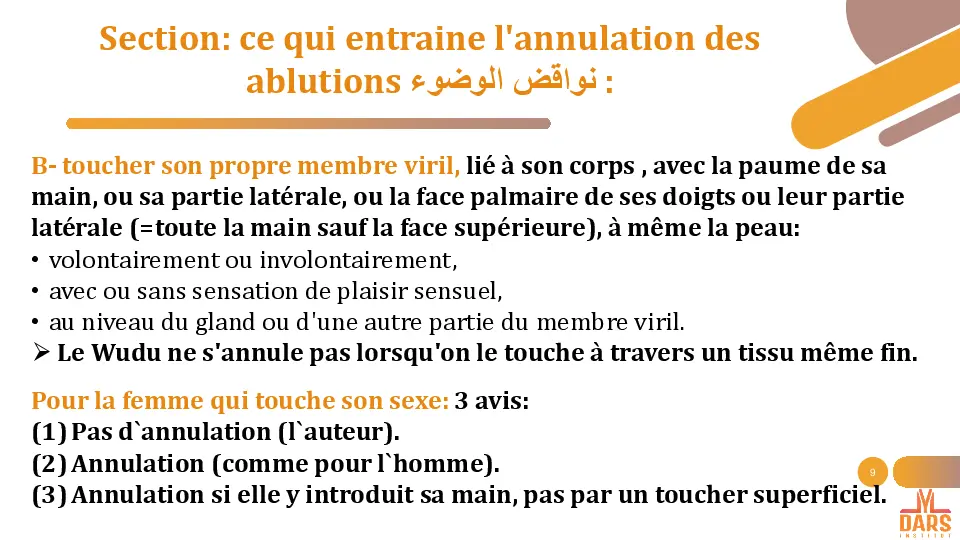 Section: ce qui entraine l'annulation des
ablutions نواقض الوضوء :
B- toucher son propre membre viril, lié à son corps , avec la paume de sa
main, ou sa partie latérale, ou la face palmaire de ses doigts ou leur partie
latérale (=toute la main sauf la face supérieure), à même la peau:
• volontairement ou involontairement,
• avec ou sans sensation de plaisir sensuel,
• au niveau du gland ou d'une autre partie du membre viril.
➢ Le Wudu ne s'annule pas lorsqu'on le touche à travers un tissu même fin.
Pour la femme qui touche son sexe: 3 avis:
(1) Pas d`annulation (l`auteur).
(2) Annulation (comme pour l`homme).
(3) Annulation si elle y introduit sa main, pas par un toucher superficiel.
9
DARS
INSTITUT